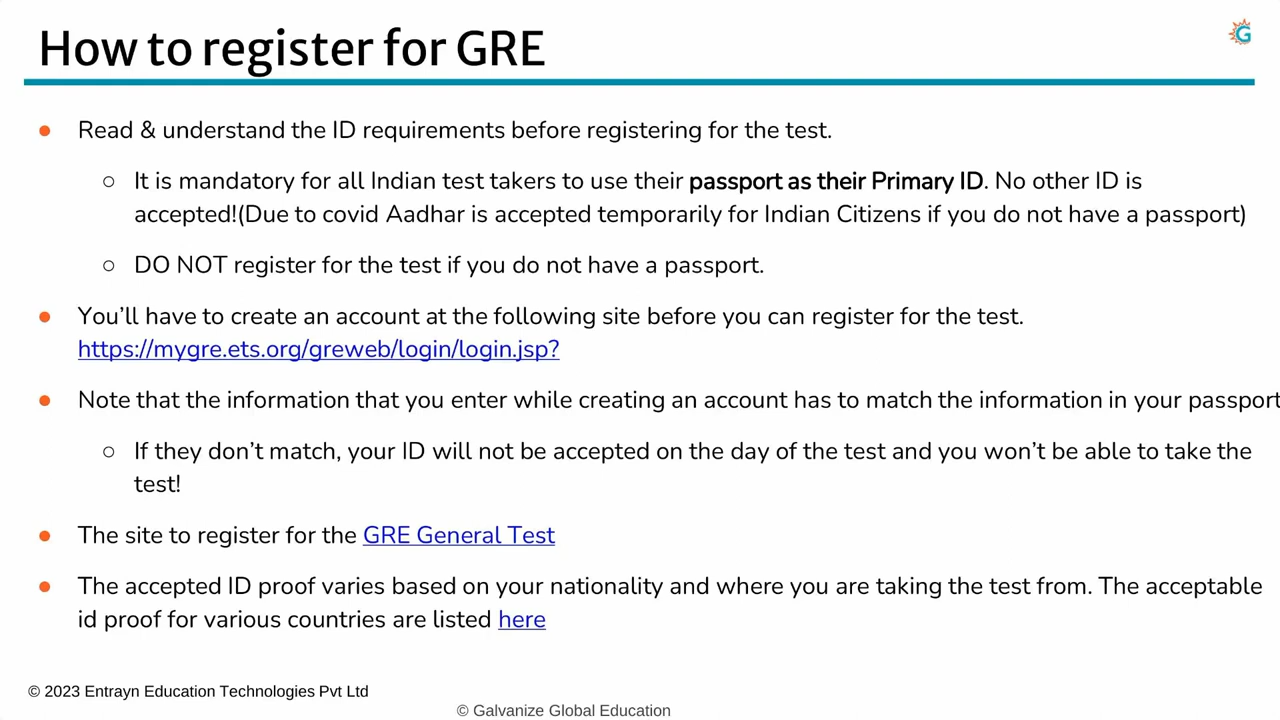 How to register for GRE
G
● Read & understand the ID requirements before registering for the test.
○ It is mandatory for all Indian test takers to use their passport as their Primary ID. No other ID is
accepted!(Due to covid Aadhar is accepted temporarily for Indian Citizens if you do not have a passport)
○ DO NOT register for the test if you do not have a passport.
● You’ll have to create an account at the following site before you can register for the test.
https://mygre.ets.org/greweb/login/login.jsp?
● Note that the information that you enter while creating an account has to match the information in your passport
○ If they don’t match, your ID will not be accepted on the day of the test and you won’t be able to take the
test!
● The site to register for the GRE General Test
● The accepted ID proof varies based on your nationality and where you are taking the test from. The acceptable
id proof for various countries are listed here
© 2023 Entrayn Education Technologies Pvt Ltd
© Galvanize Global Education